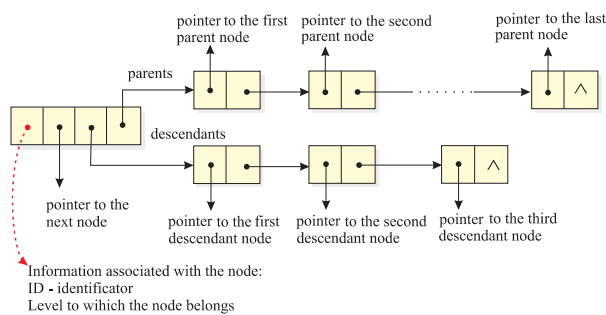 pointer to the first
parent node
pointer to the second
parent node
pointer to the last
parent node
parents
descendants
pointer to the
next node
pointer to the first
descendant node
pointer to the second
descendant node
pointer to the third
descendant node
Information associated with the node:
ID - identificator
Level to wihich the node belongs